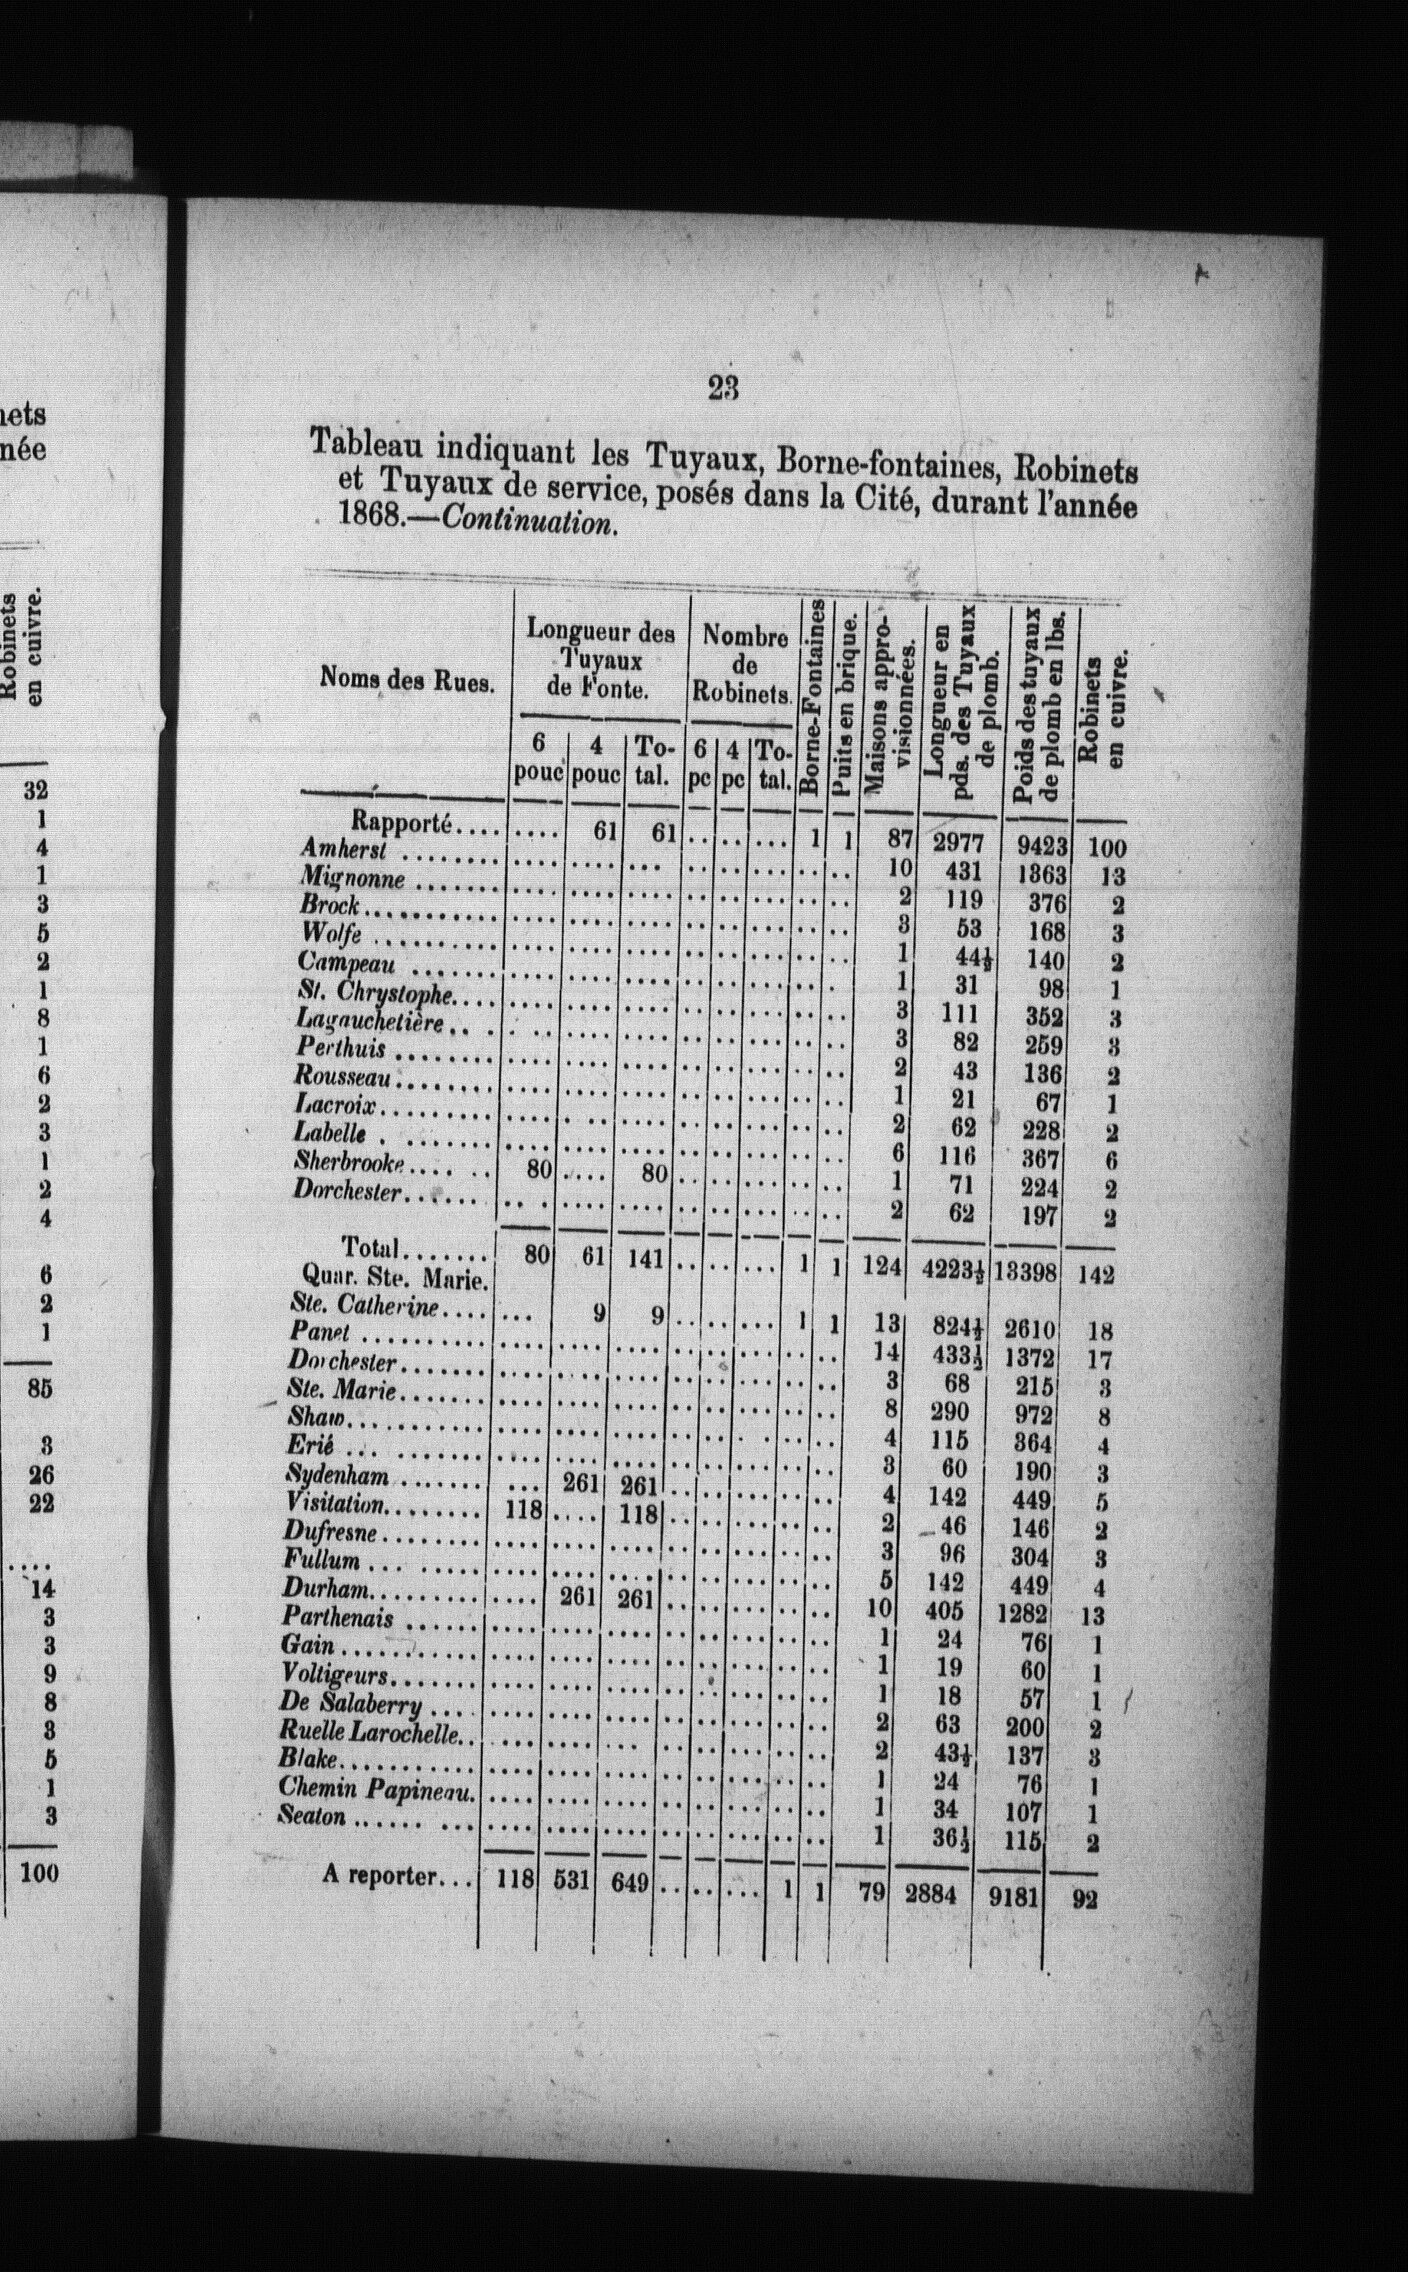 nets
née
Robinets
en cuivre.
32
1
4
1
3
5
2
1
8
1
6
2
3
1
2
4
6
2
1
85
3
26
22
....
14
3
3
9
8
3
5
1
3
100
23
Tableau indiquant les Tuyaux, Borne-fontaines, Robinets
et Tuyaux de service, posés dans la Cité, durant l'année
1868.—Continuation.
Noms des Rues.
Longueur des
Tuyaux
de Fonte.
Nombre
de
Robinets.
Borne-Fontaines
Puits en brique.
Maisons appro-
visionnées.
Longueur en
pds. des Tuyaux
de plomb.
Poids des tuyaux
de plomb en lbs.
Robinets
en cuivre.
6 4 To- 6 4 To-
pouc pouc tal. pc pc tal.
Rapporté.... .... 61 61 .. .. ... 1 1 87 2977 9423 100
Amherst ........ .... .... ... .. .. ... .. .. 10 431 1363 13
Mignonne ....... .... .... .... .. .. ... .. .. 2 119 376 2
Brock........... .... .... .... .. .. ... .. .. 3 53 168 3
Wolfe .......... .... .... .... .. .. ... .. .. 1 44½ 140 2
Campeau ....... .... .... .... .. .. ... .. . 1 31 98 1
St. Chrystophe.... .... .... .... .. .. ... .. .. 3 111 352 3
Lagauchetière .. . . .. .... .... .. .. ... .. .. 3 82 259 3
Perthuis ........ .... .... .... .. .. ... .. .. 2 43 136 2
Rousseau........ .... .... .... .. .. ... .. .. 1 21 67 1
Lacroix.......... .... . .. .... .. .. ... .. .. 2 62 228 2
Labelle . ....... .... .... .... .. .. ... .. .. 6 116 367 6
Sherbrooke.... .. 80 .... 80 .. .. ... .. .. 1 71 224 2
Dorchester....... .. . .... .... .. .. ... .. .. 2 62 197 2
Total....... 80 61 141 .. .. ... 1 1 124 4223½ 13398 142
Quar. Ste. Marie.
Ste. Catherine.... ... 9 9 .. .. ... 1 1 13 824½ 2610 18
Panet .......... .... .... .... .. .. ... .. .. 14 433½ 1372 17
Dorchester....... .... .... .... .. .. ... .. .. 3 68 215 3
Ste. Marie....... .... .... .... .. .. ... .. .. 8 290 972 8
Shaw........... .... .... .... .. .. . . .. .. 4 115 364 4
Erié ... ....... .... .... .... .. .. ... .. .. 3 60 190 3
Sydenham ....... ... 261 261 .. .. ... .. .. 4 142 449 5
Visitation........ 118 .... 118 .. .. ... .. .. 2 46 146 2
Dufresne ........ .... .... .... .. .. ... .. .. 3 96 304 3
Fullum ... ..... .... .... .... .. .. ... .. .. 5 142 449 4
Durham.......... .... 261 261 .. .. ... .. .. 10 405 1282 13
Parthenais ...... .... .... .... .. .. ... .. .. 1 24 76 1
Gain ............ .... .... .... .. .. ... .. .. 1 19 60 1
Voltigeurs....... .... .... .... .. .. ... .. .. 1 18 57 1
De Salaberry .... .... .... .... .. .. ... .. .. 2 63 200 2
Ruelle Larochelle.. .... .... ... .. .. ... .. .. 2 43½ 137 3
Blake........... .... .... .... .. .. ... .. .. 1 24 76 1
Chemin Papineau. .... .... .... .. .. ... .. .. 1 34 107 1
Seaton ...... ... .... .... .... .. .. ... .. .. 1 36½ 115 2
A reporter... 118 531 649 .. .. ... 1 1 79 2884 9181 92